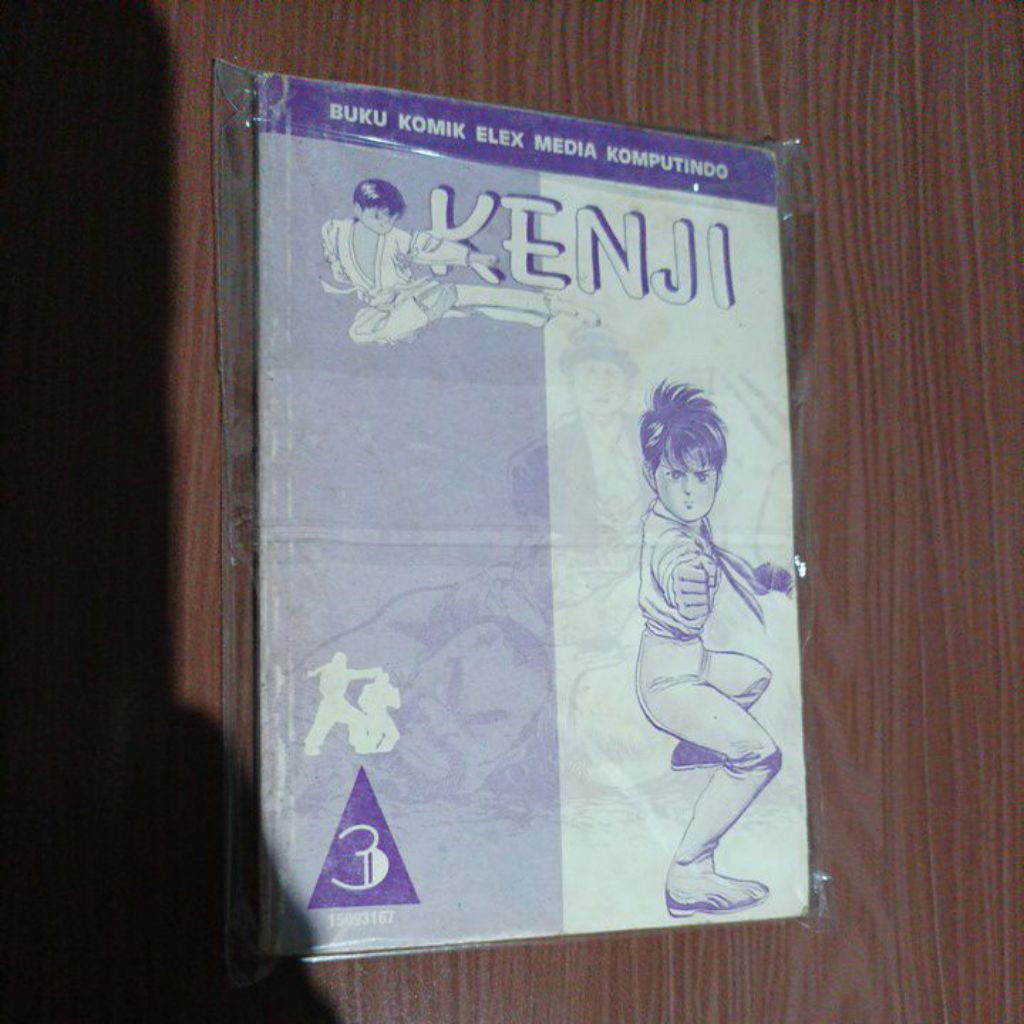 BUKU KOMIK ELEX MEDIA KOMPUTINDO
KENJI
3
15093167